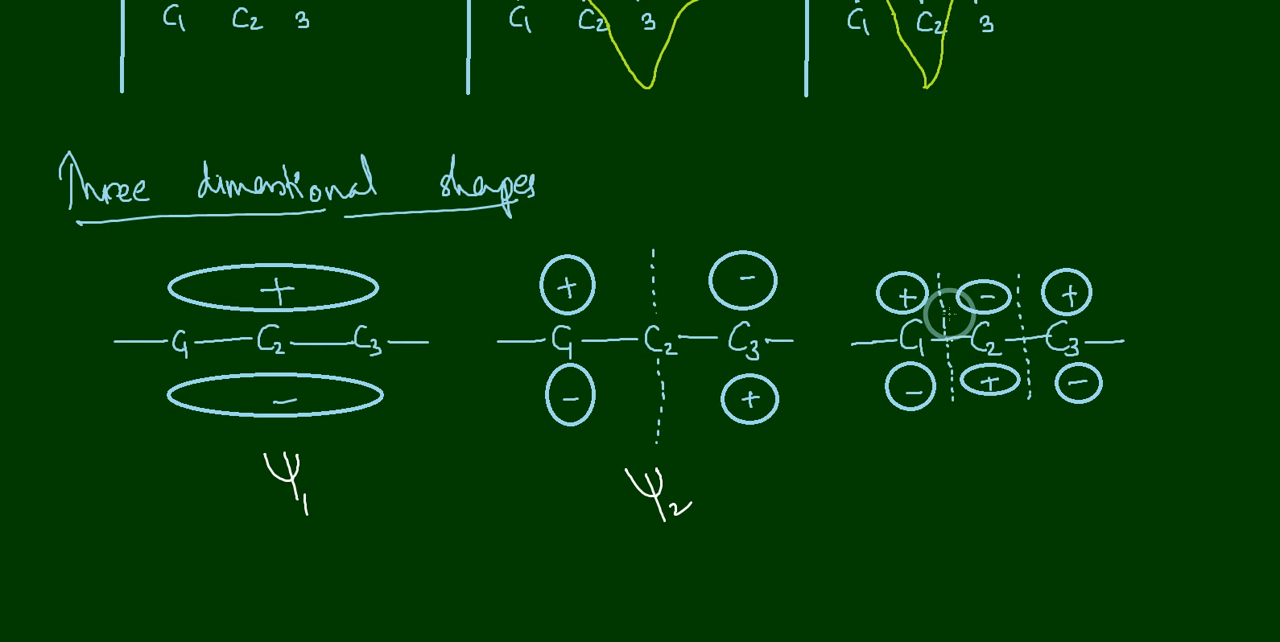 C₁ C₂ 3 C₁ C₂ 3 C₁ C₂ 3
Three dimenstional shapes
+ + - + - +
C₁ C₂ C₃ C₁ C₂ C₃ C₁ C₂ C₃
- - + - + -
Ψ₁ Ψ₂